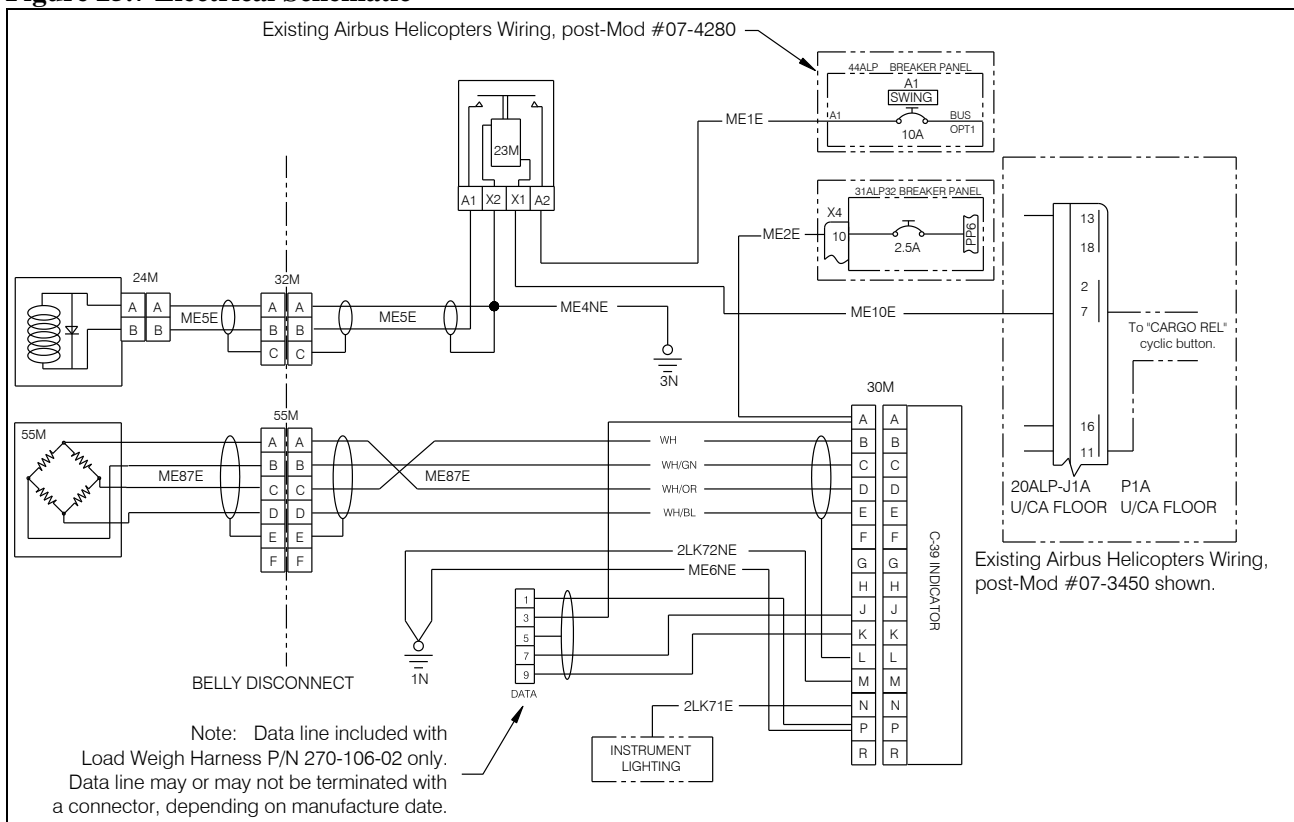 Existing Airbus Helicopters Wiring, post-Mod #07-4280
44ALP BREAKER PANEL
A1
SWING
A1
10A
BUS
OPT1
ME1E
23M
A1 X2 X1 A2
31ALP32 BREAKER PANEL
X4
10
2.5A
PP6
ME2E
13
18
2
7
16
11
To "CARGO REL"
cyclic button.
20ALP-J1A P1A
U/CA FLOOR U/CA FLOOR
Existing Airbus Helicopters Wiring,
post-Mod #07-3450 shown.
24M
A A
B B
ME5E
32M
A A
B B
C C
ME5E
ME4NE
3N
ME10E
55M
ME87E
55M
A A
B B
C C
D D
E E
F F
ME87E
WH
WH/GN
WH/OR
WH/BL
30M
A A
B B
C C
D D
E E
F F
G G
H H
J J
K K
L L
M M
N N
P P
R R
C-39 INDICATOR
2LK72NE
ME6NE
1N
1
3
5
7
9
DATA
2LK71E
INSTRUMENT
LIGHTING
BELLY DISCONNECT
Note: Data line included with
Load Weigh Harness P/N 270-106-02 only.
Data line may or may not be terminated with
a connector, depending on manufacture date.